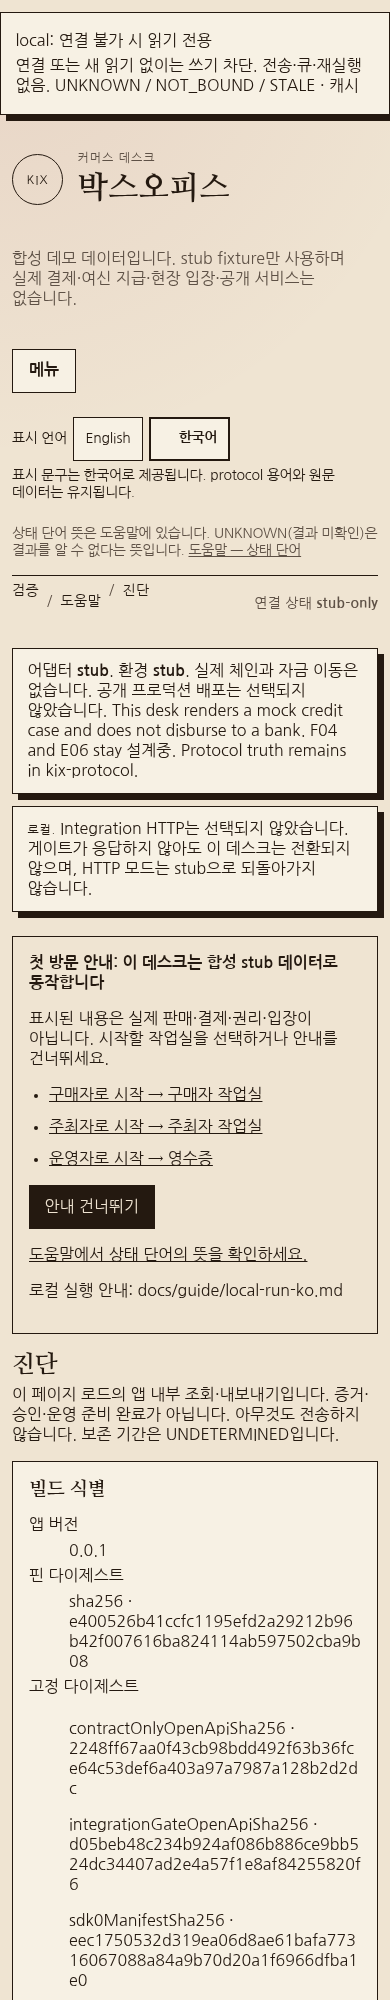 local: 연결 불가 시 읽기 전용
연결 또는 새 읽기 없이는 쓰기 차단. 전송·큐·재실행
없음. UNKNOWN / NOT_BOUND / STALE · 캐시
KIX
커머스 데스크
박스오피스
합성 데모 데이터입니다. stub fixture만 사용하며
실제 결제·여신 지급·현장 입장·공개 서비스는
없습니다.
메뉴
표시 언어 English 한국어
표시 문구는 한국어로 제공됩니다. protocol 용어와 원문
데이터는 유지됩니다.
상태 단어 뜻은 도움말에 있습니다. UNKNOWN(결과 미확인)은
결과를 알 수 없다는 뜻입니다. 도움말 — 상태 단어
검증 / 도움말 / 진단
연결 상태 stub-only
어댑터 stub. 환경 stub. 실제 체인과 자금 이동은
없습니다. 공개 프로덕션 배포는 선택되지
않았습니다. This desk renders a mock credit
case and does not disburse to a bank. F04
and E06 stay 설계중. Protocol truth remains
in kix-protocol.
로컬. Integration HTTP는 선택되지 않았습니다.
게이트가 응답하지 않아도 이 데스크는 전환되지
않으며, HTTP 모드는 stub으로 되돌아가지
않습니다.
첫 방문 안내: 이 데스크는 합성 stub 데이터로
동작합니다
표시된 내용은 실제 판매·결제·권리·입장이
아닙니다. 시작할 작업실을 선택하거나 안내를
건너뛰세요.
• 구매자로 시작 → 구매자 작업실
• 주최자로 시작 → 주최자 작업실
• 운영자로 시작 → 영수증
안내 건너뛰기
도움말에서 상태 단어의 뜻을 확인하세요.
로컬 실행 안내: docs/guide/local-run-ko.md
진단
이 페이지 로드의 앱 내부 조회·내보내기입니다. 증거·
승인·운영 준비 완료가 아닙니다. 아무것도 전송하지
않습니다. 보존 기간은 UNDETERMINED입니다.
빌드 식별
앱 버전
0.0.1
핀 다이제스트
sha256 ·
e400526b41ccfc1195efd2a29212b96
b42f007616ba824114ab597502cba9b
08
고정 다이제스트
contractOnlyOpenApiSha256 ·
2248ff67aa0f43cb98bdd492f63b36fc
e64c53def6a403a97a7987a128b2d2d
c
integrationGateOpenApiSha256 ·
d05beb48c234b924af086b886ce9bb5
24dc34407ad2e4a57f1e8af84255820f
6
sdk0ManifestSha256 ·
eec1750532d319ea06d8ae61bafa773
16067088a84a9b70d20a1f6966dfba1
e0